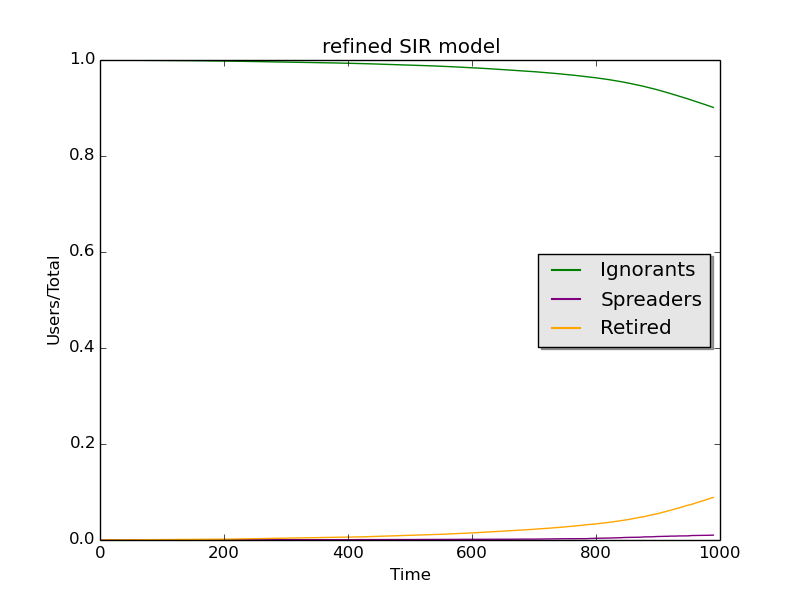 refined SIR model
1.0
0.8
0.6
0.4
0.2
0.0
Users/Total
Ignorants
Spreaders
Retired
0 200 400 600 800 1000
Time